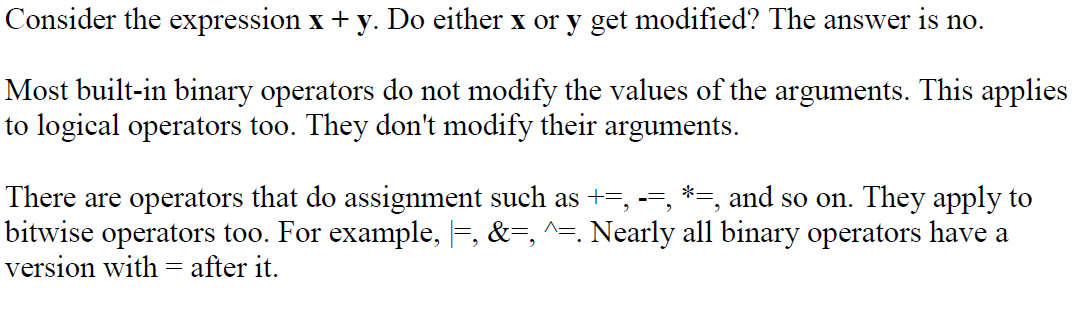 Consider the expression x + y. Do either x or y get modified? The answer is no.
Most built-in binary operators do not modify the values of the arguments. This applies
to logical operators too. They don't modify their arguments.
There are operators that do assignment such as +=, -=, *=, and so on. They apply to
bitwise operators too. For example, |=, &=, ^=. Nearly all binary operators have a
version with = after it.